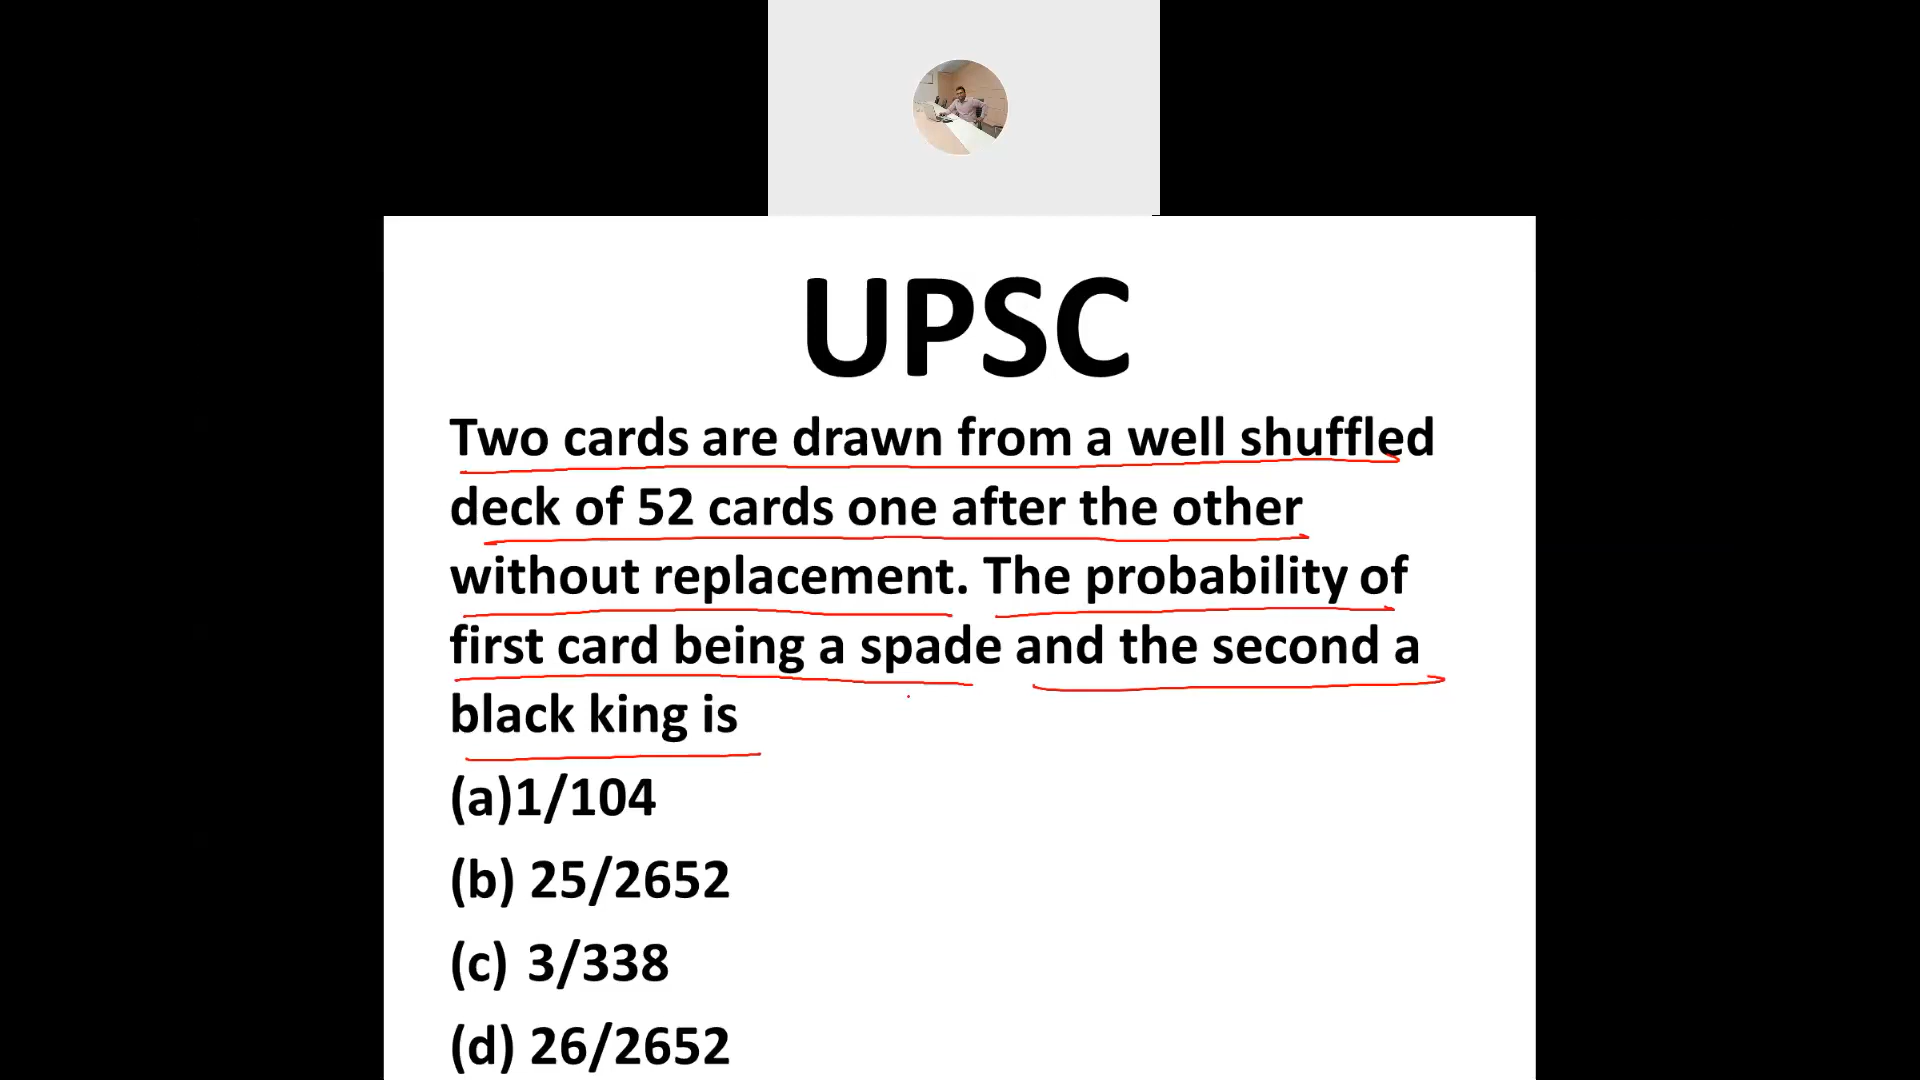 UPSC
Two cards are drawn from a well shuffled
deck of 52 cards one after the other
without replacement. The probability of
first card being a spade and the second a
black king is
(a)1/104
(b) 25/2652
(c) 3/338
(d) 26/2652